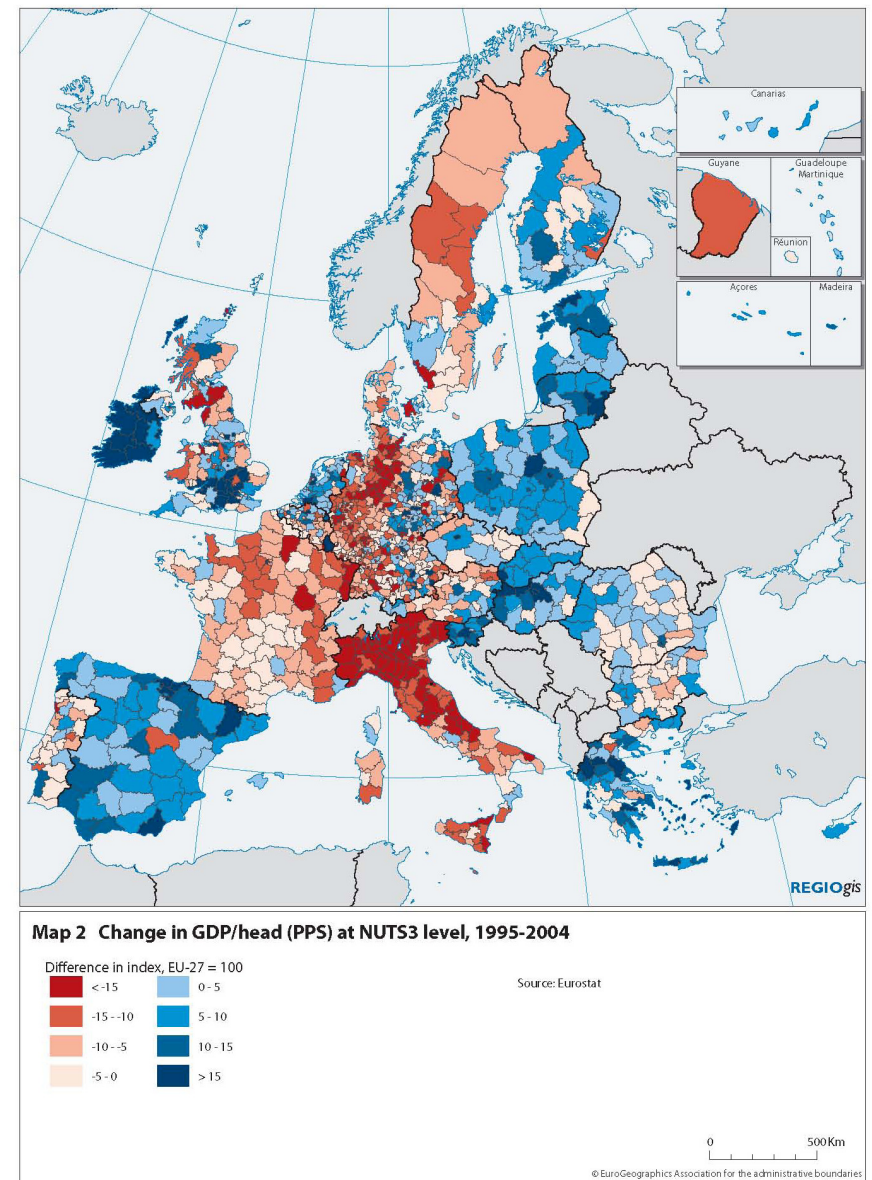 Canarias
Guyane
Guadeloupe
Martinique
Réunion
Açores
Madeira
REGIOgis
Map 2 Change in GDP/head (PPS) at NUTS3 level, 1995-2004
Difference in index, EU-27 = 100
< -15
0 - 5
Source: Eurostat
-15 - -10
5 - 10
-10 - -5
10 - 15
-5 - 0
> 15
0
500 Km
© EuroGeographics Association for the administrative boundaries